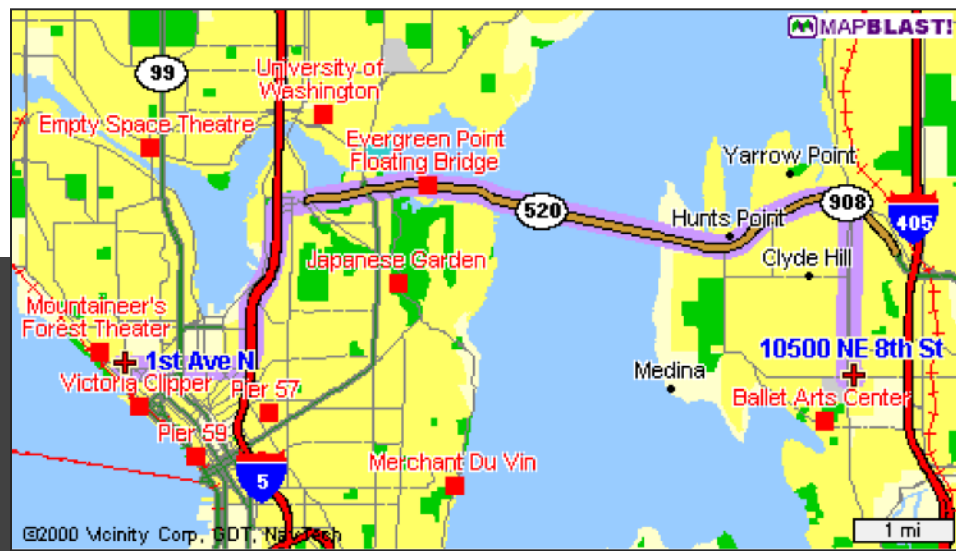 MAPBLAST!
99
University of
Washington
Empty Space Theatre
Evergreen Point
Floating Bridge
Yarrow Point
520
908
Hunts Point
405
Japanese Garden
Clyde Hill
Mountaineer's
Forest Theater
1st Ave N
10500 NE 8th St
Victoria Clipper
Pier 57
Medina
Ballet Arts Center
Pier 59
Merchant Du Vin
5
©2000 Vicinity Corp, GDT, NavTech
1 mi